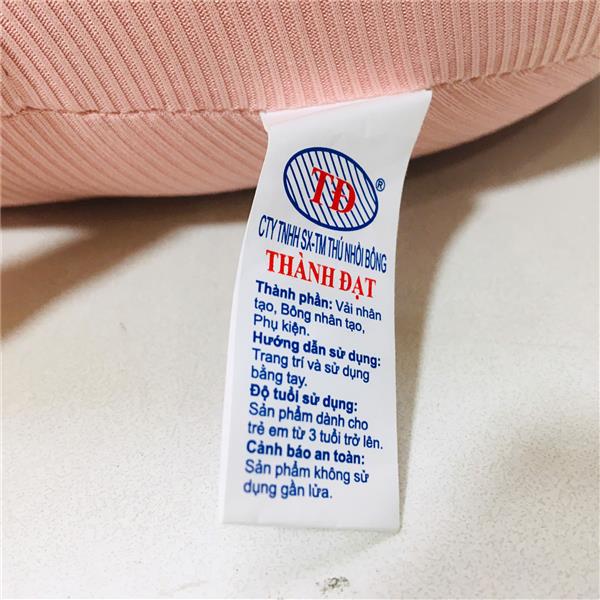 TĐ®
CTY TNHH SX-TM THÚ NHỒI BÔNG
THÀNH ĐẠT
Thành phần: Vải nhân
tạo, Bông nhân tạo,
Phụ kiện.
Hướng dẫn sử dụng:
Trang trí và sử dụng
bằng tay.
Độ tuổi sử dụng:
Sản phẩm dành cho
trẻ em từ 3 tuổi trở lên.
Cảnh báo an toàn:
Sản phẩm không sử
dụng gần lửa.